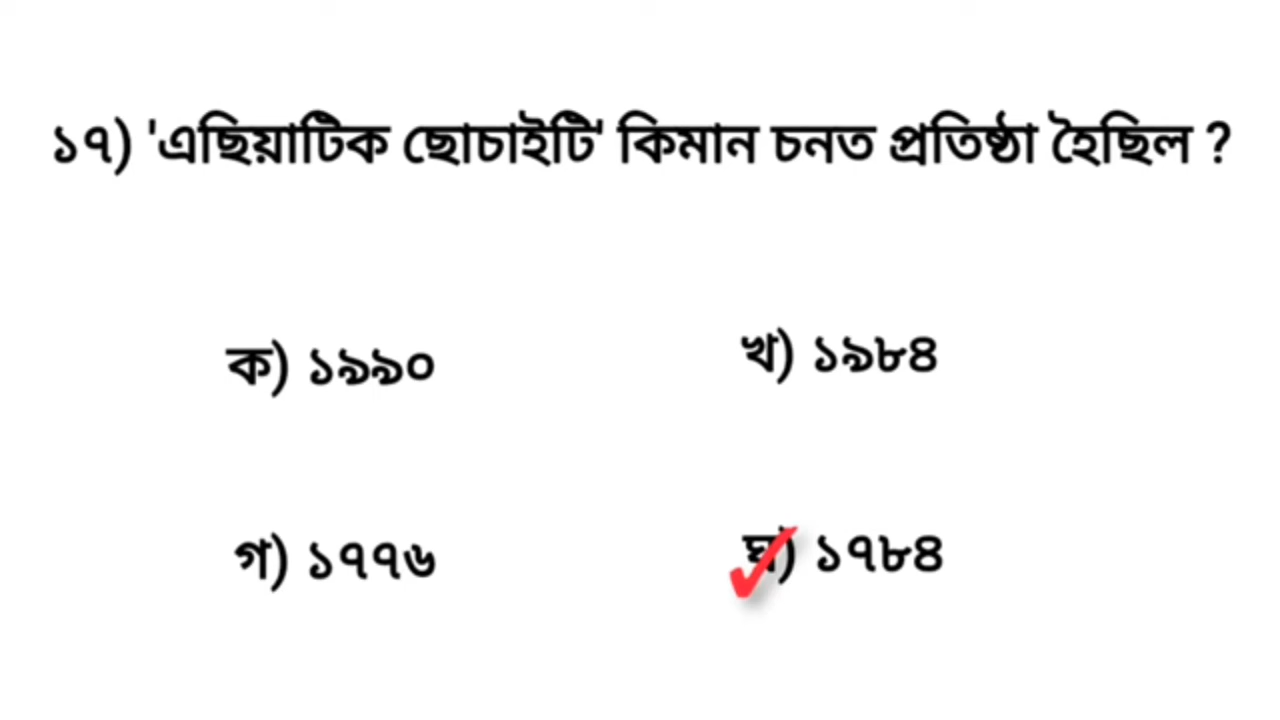 ১৭) 'এছিয়াটিক ছোচাইটি' কিমান চনত প্ৰতিষ্ঠা হৈছিল ?
ক) ১৯৯০
খ) ১৯৮৪
গ) ১৭৭৬
ঘ) ১৭৮৪